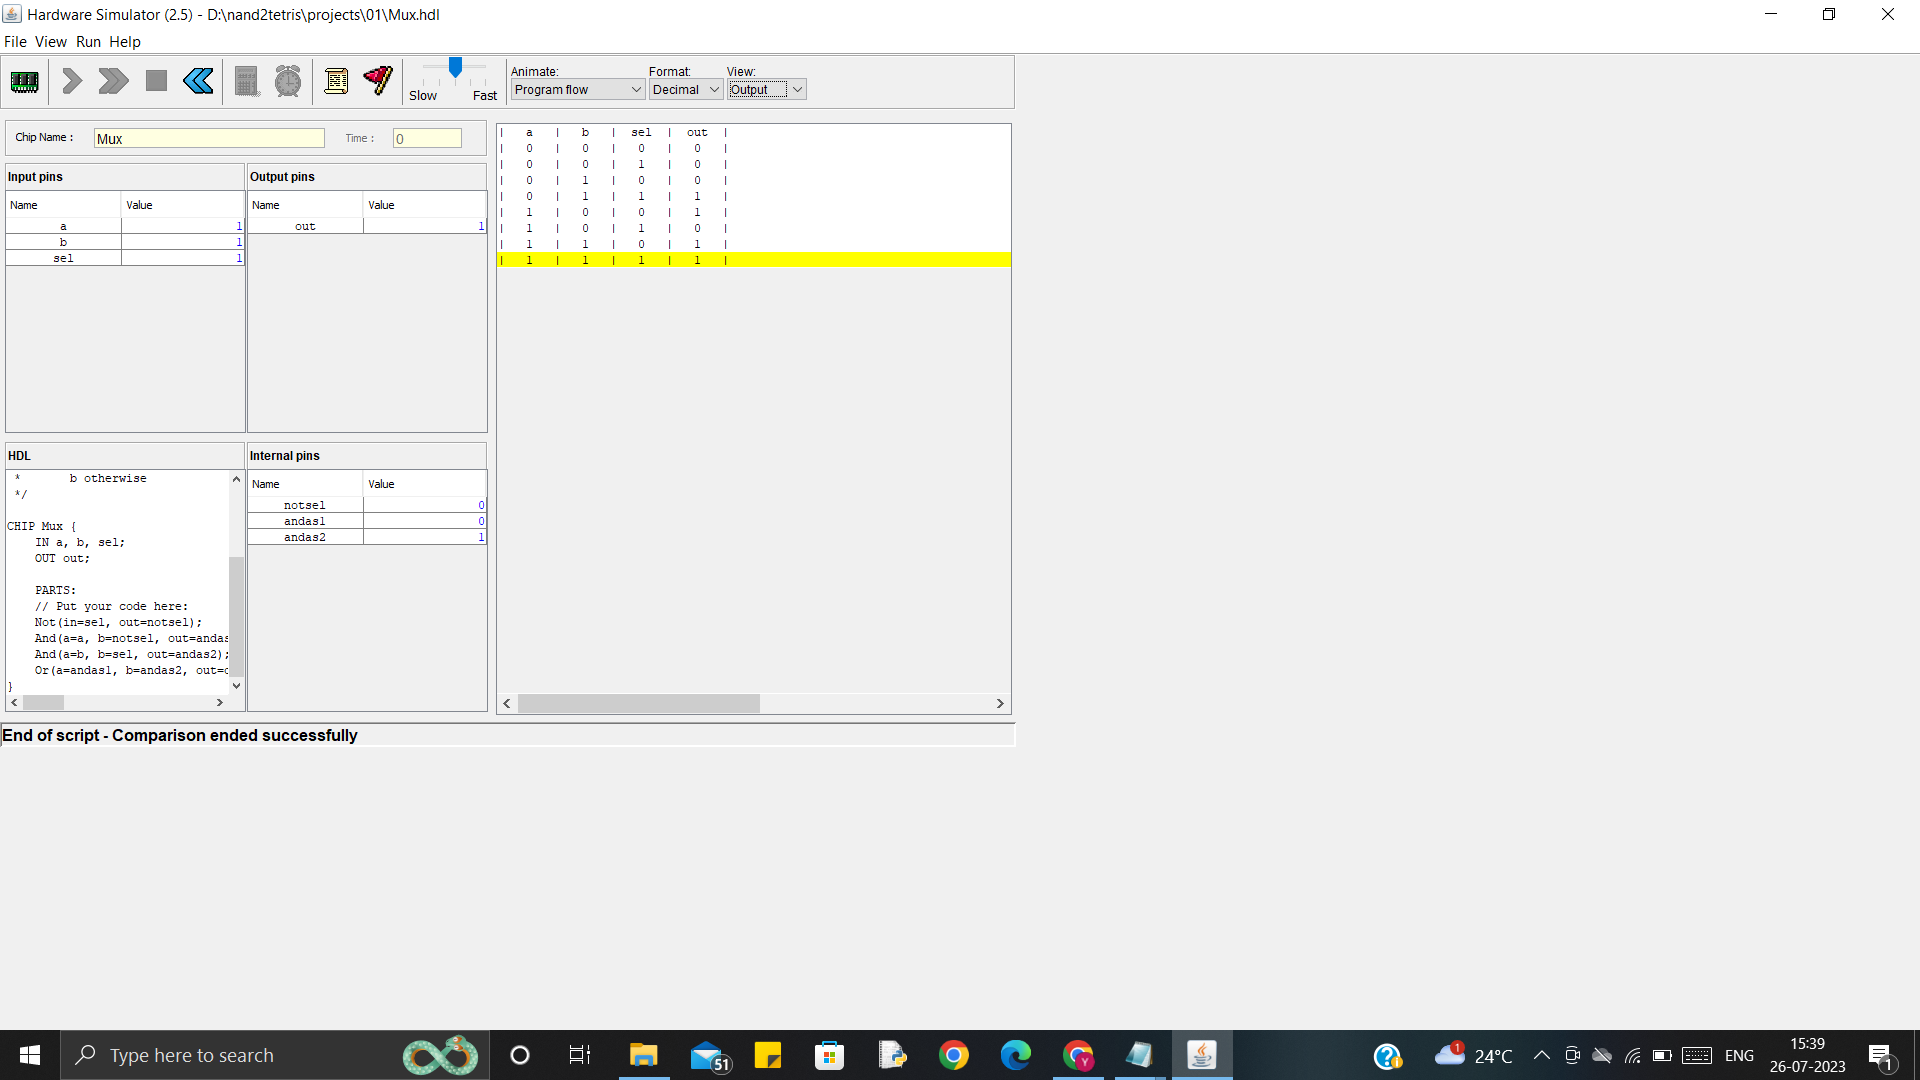 Hardware Simulator (2.5) - D:\nand2tetris\projects\01\Mux.hdl
File View Run Help
Slow Fast
Animate: Format: View:
Program flow Decimal Output
Chip Name : Mux Time : 0
Input pins
Name Value
a 1
b 1
sel 1
Output pins
Name Value
out 1
HDL
* b otherwise
*/
CHIP Mux {
IN a, b, sel;
OUT out;
PARTS:
// Put your code here:
Not(in=sel, out=notsel);
And(a=a, b=notsel, out=andas
And(a=b, b=sel, out=andas2);
Or(a=andas1, b=andas2, out=
}
Internal pins
Name Value
notsel 0
andas1 0
andas2 1
| a | b | sel | out |
| 0 | 0 | 0 | 0 |
| 0 | 0 | 1 | 0 |
| 0 | 1 | 0 | 0 |
| 0 | 1 | 1 | 1 |
| 1 | 0 | 0 | 1 |
| 1 | 0 | 1 | 0 |
| 1 | 1 | 0 | 1 |
| 1 | 1 | 1 | 1 |
End of script - Comparison ended successfully
Type here to search
51
Y
1
24°C
ENG
15:39
26-07-2023
1